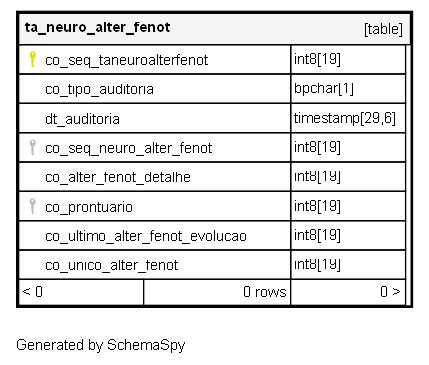 ta_neuro_alter_fenot [table]
co_seq_taneuroalterfenot int8[19]
co_tipo_auditoria bpchar[1]
dt_auditoria timestamp[29,6]
co_seq_neuro_alter_fenot int8[19]
co_alter_fenot_detalhe int8[19]
co_prontuario int8[19]
co_ultimo_alter_fenot_evolucao int8[19]
co_unico_alter_fenot int8[19]
< 0 0 rows 0 >
Generated by SchemaSpy